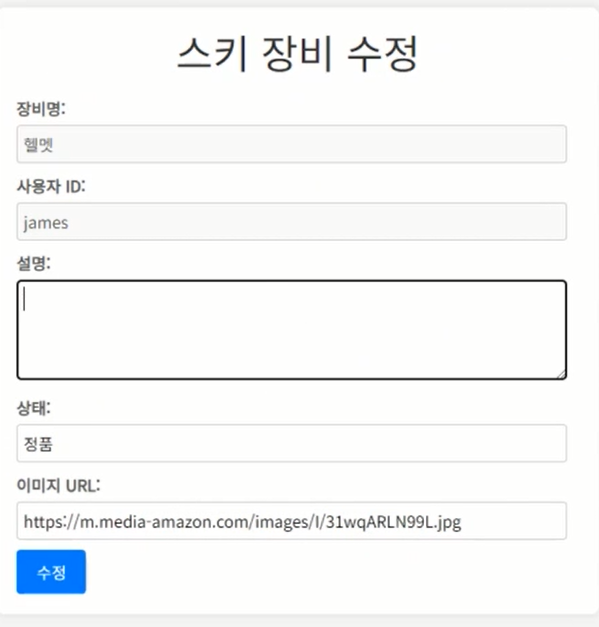 스키 장비 수정
장비명:
헬멧
사용자 ID:
james
설명:
상태:
정품
이미지 URL:
https://m.media-amazon.com/images/I/31wqARLN99L.jpg
수정